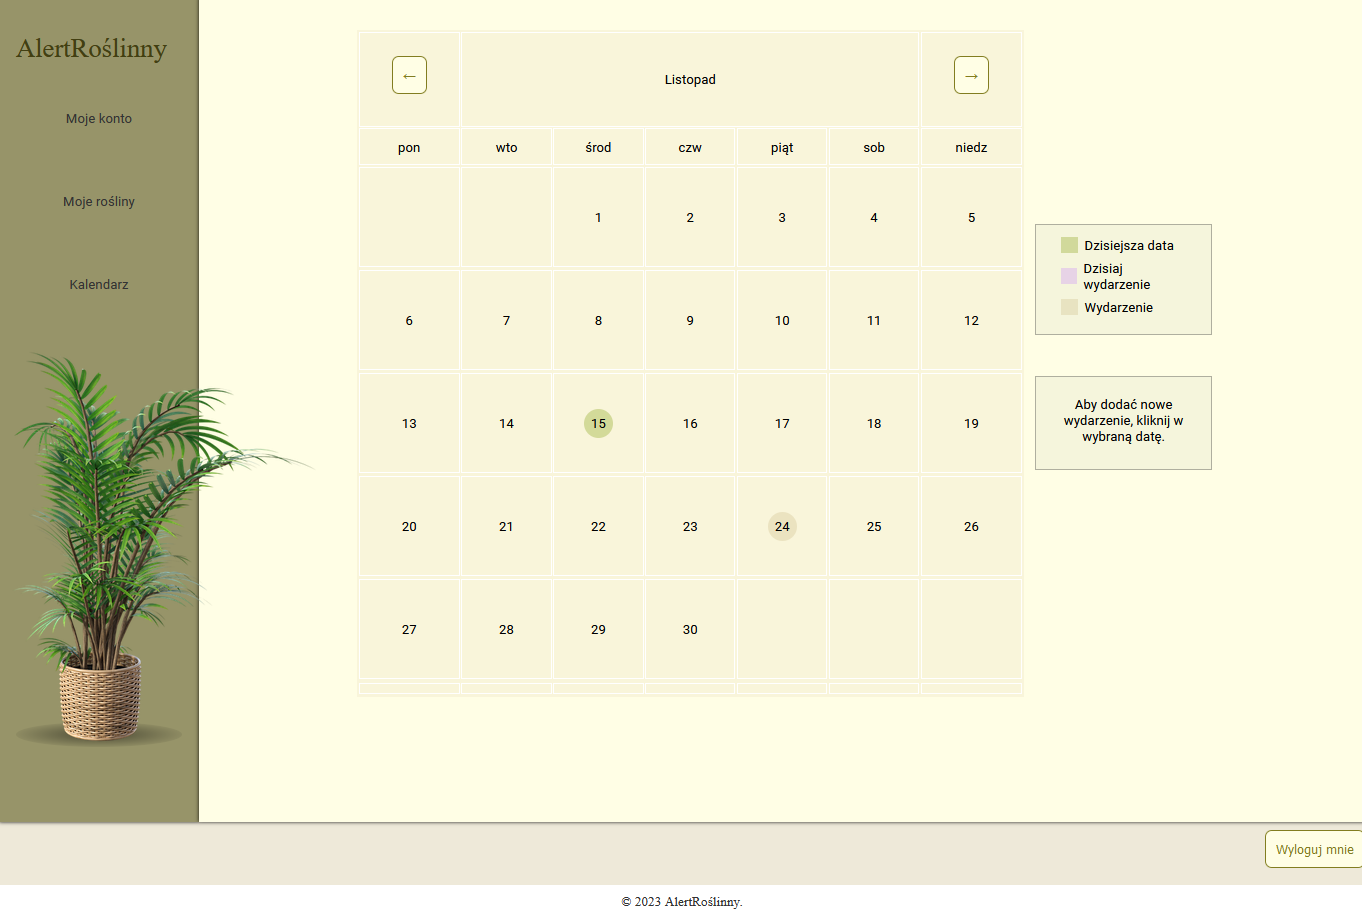 AlertRoślinny
Moje konto
Moje rośliny
Kalendarz
← Listopad →
pon wto środ czw piąt sob niedz
1 2 3 4 5
6 7 8 9 10 11 12
13 14 15 16 17 18 19
20 21 22 23 24 25 26
27 28 29 30
Dzisiejsza data
Dzisiaj
wydarzenie
Wydarzenie
Aby dodać nowe
wydarzenie, kliknij w
wybraną datę.
Wyloguj mnie
© 2023 AlertRoślinny.